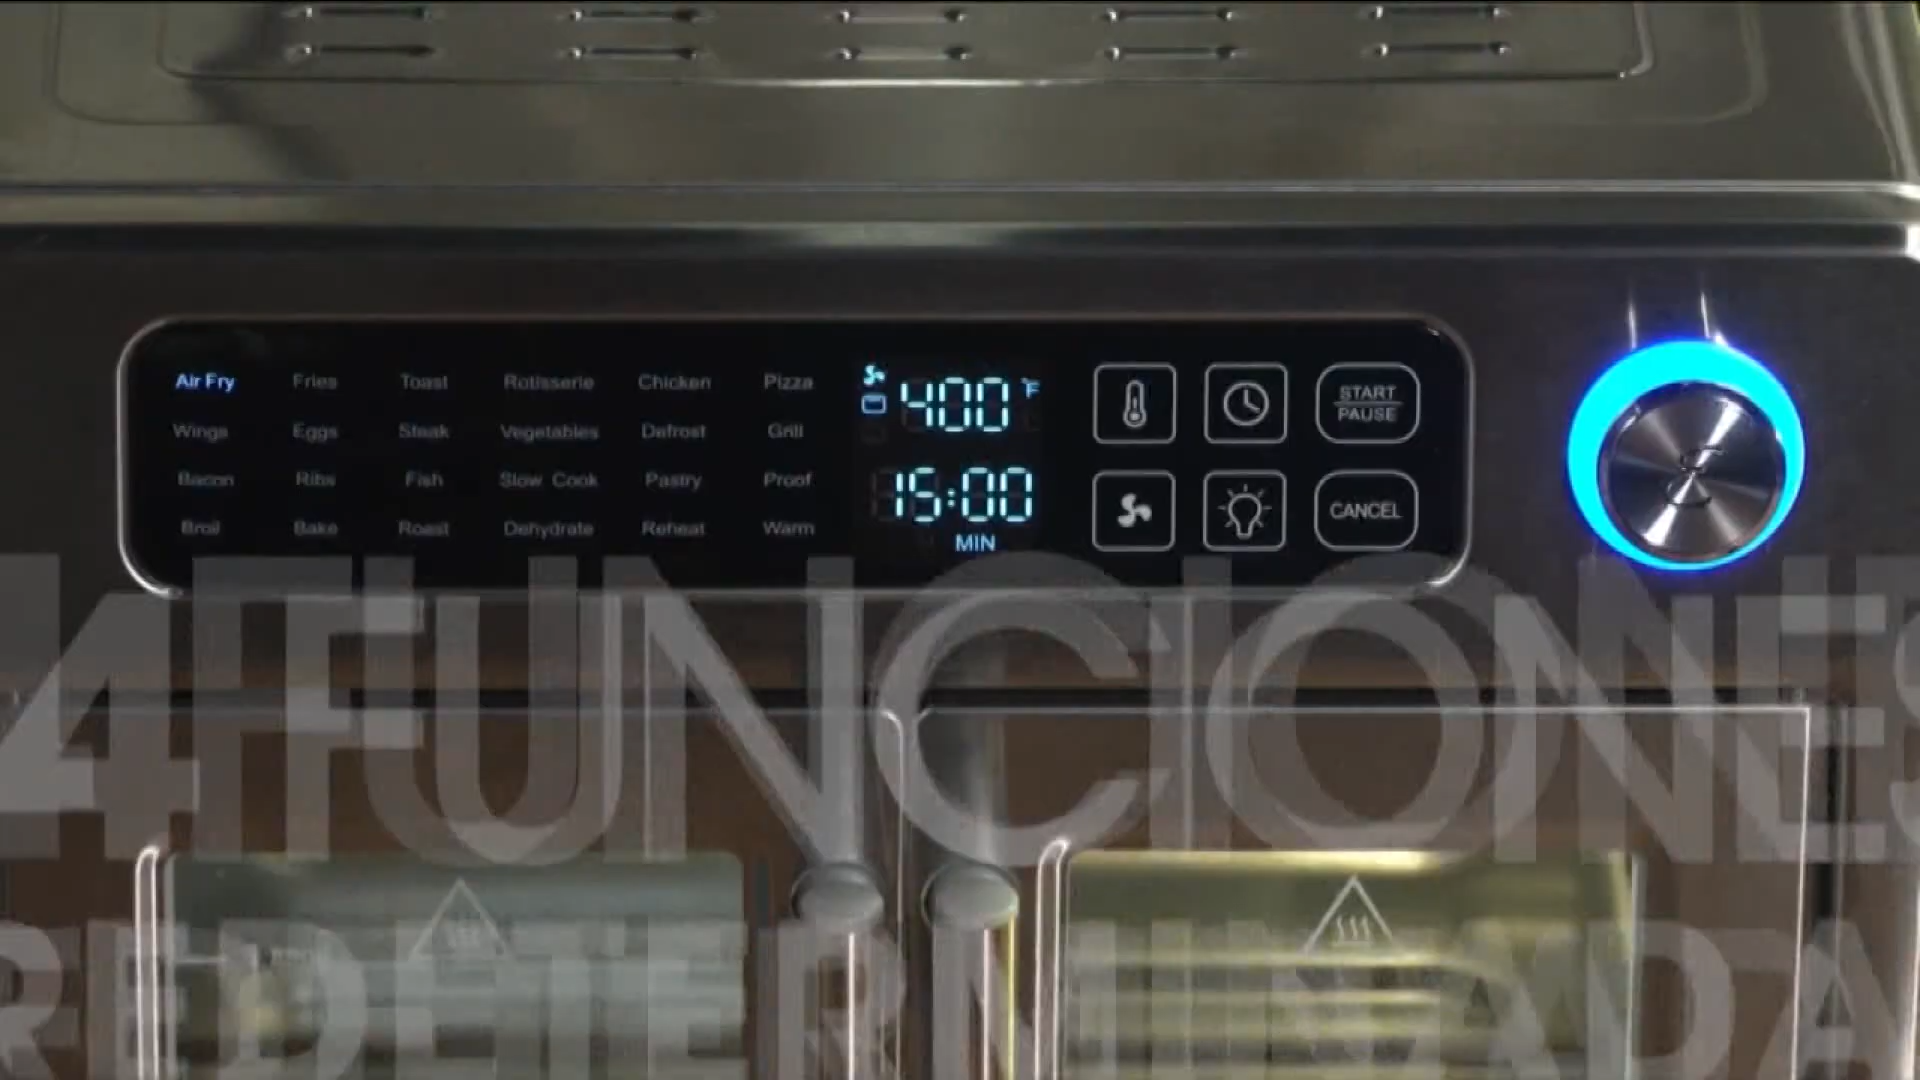 Air Fry Fries Toast Rotisserie Chicken Pizza
Wings Eggs Steak Vegetables Defrost Grill
Bacon Ribs Fish Slow Cook Pastry Proof
Broil Bake Roast Dehydrate Reheat Warm
400 °F
15:00
MIN
START
PAUSE
CANCEL
4 FUNCIONES